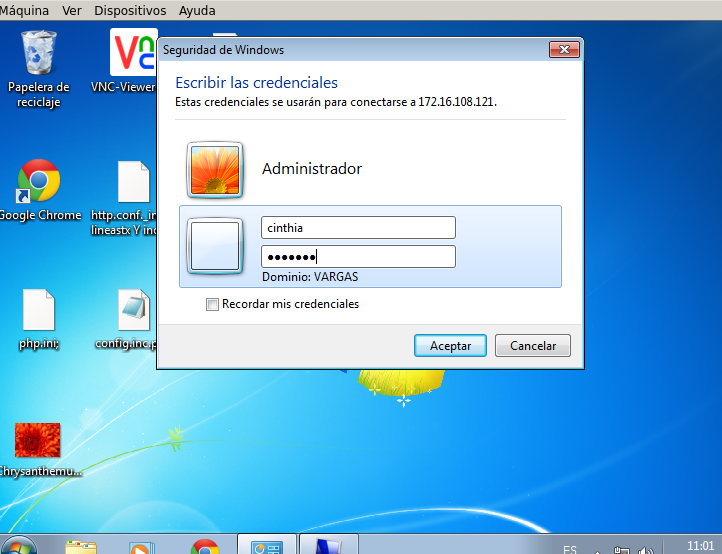 Máquina Ver Dispositivos Ayuda
Papelera de
reciclaje
VNC-Viewer
Seguridad de Windows
Escribir las credenciales
Estas credenciales se usarán para conectarse a 172.16.108.121.
Administrador
cinthia
●●●●●●●
Dominio: VARGAS
Recordar mis credenciales
Aceptar
Cancelar
Google Chrome
http.conf._in
lineastx Y inc
php.ini;
config.inc.p
Chrysanthemu...
ES
11:01